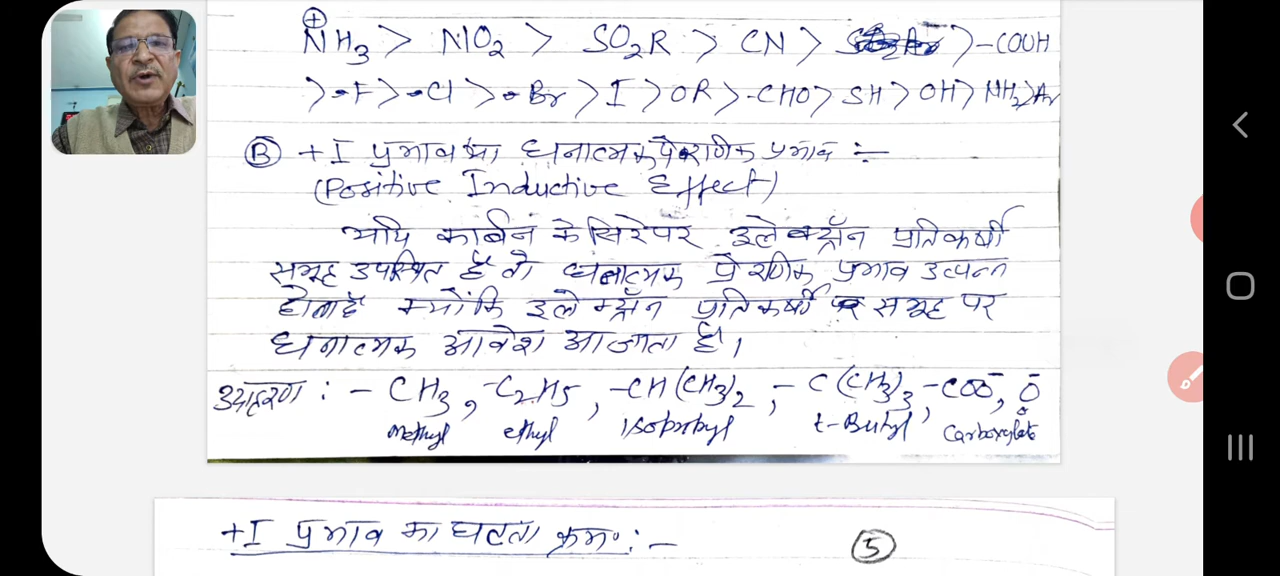 ⊕
NH3 > NO2 > SO2R > CN > > -COOH
> -F > -Cl > -Br > I > OR > -CHO > SH > OH > NH2 > Ar
Ⓑ +I प्रभाव या धनात्मक प्रेरणिक प्रभाव :-
(Positive Inductive Effect)
यदि कार्बन के सिरे पर इलेक्ट्रॉन प्रतिकर्षी
समूह उपस्थित है तो धनात्मक प्रेरणिक प्रभाव उत्पन्न
होता है क्योंकि इलेक्ट्रॉन प्रतिकर्षी समूह पर
धनात्मक आवेश आजाता है।
उदाहरण : - CH3, -C2H5, -CH(CH3)2, -C(CH3)3, -COO⁻, O⁻
methyl ethyl isopropyl t-Butyl Carboxylate
+I प्रभाव का घटता क्रम :- ⑤